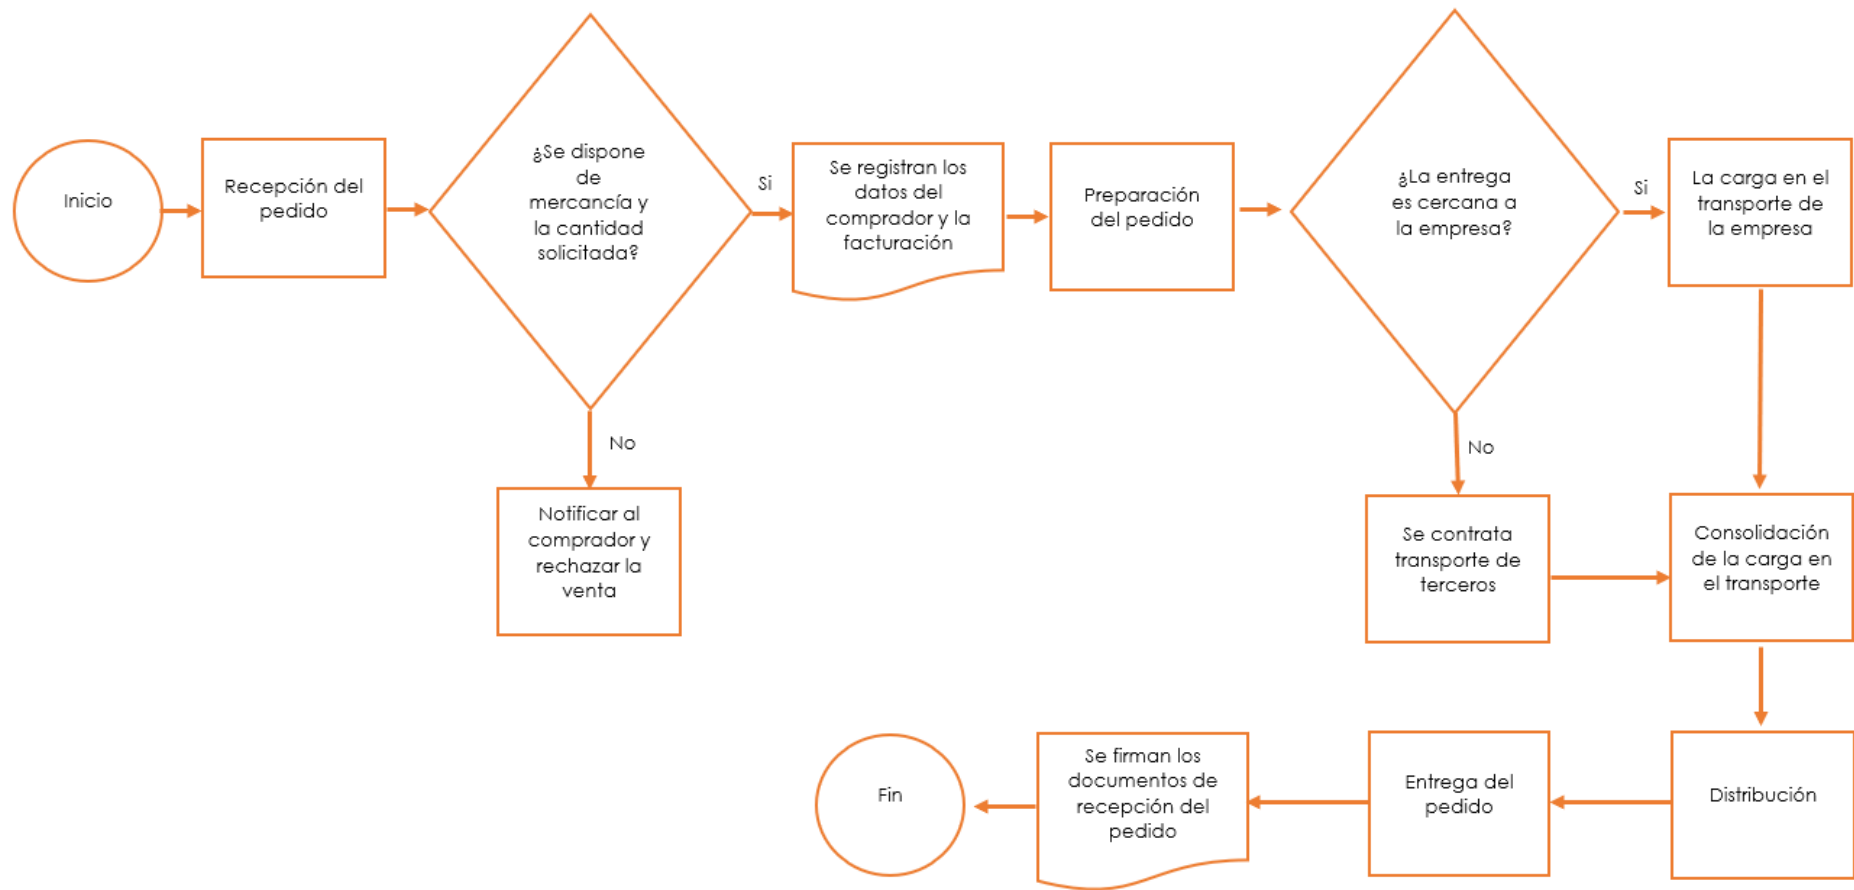 Inicio
Recepción del
pedido
¿Se dispone
de
mercancía y
la cantidad
solicitada?
Si
No
Notificar al
comprador y
rechazar la
venta
Se registran los
datos del
comprador y la
facturación
Preparación
del pedido
¿La entrega
es cercana a
la empresa?
Si
No
La carga en el
transporte de
la empresa
Se contrata
transporte de
terceros
Consolidación
de la carga en
el transporte
Distribución
Entrega del
pedido
Se firman los
documentos de
recepción del
pedido
Fin